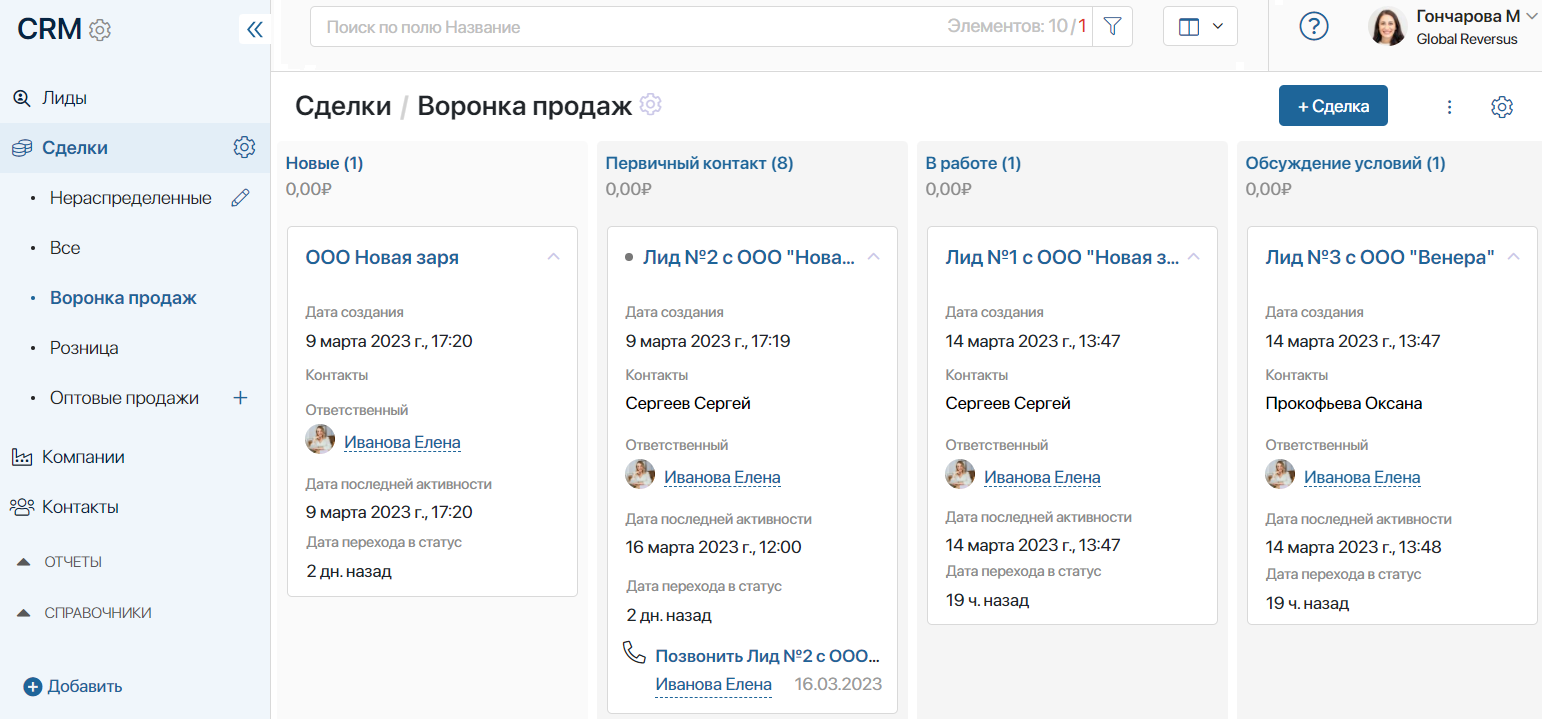 CRM
Лиды
Сделки
Нераспределенные
Все
Воронка продаж
Розница
Оптовые продажи
Компании
Контакты
ОТЧЕТЫ
СПРАВОЧНИКИ
Добавить
Поиск по полю Название
Элементов: 10/1
?
Гончарова М
Global Reversus
Сделки / Воронка продаж
+ Сделка
Новые (1)
0,00₽
ООО Новая заря
Дата создания
9 марта 2023 г., 17:20
Контакты
Ответственный
Иванова Елена
Дата последней активности
9 марта 2023 г., 17:20
Дата перехода в статус
2 дн. назад
Первичный контакт (8)
0,00₽
Лид №2 с ООО "Нова...
Дата создания
9 марта 2023 г., 17:19
Контакты
Сергеев Сергей
Ответственный
Иванова Елена
Дата последней активности
16 марта 2023 г., 12:00
Дата перехода в статус
2 дн. назад
Позвонить Лид №2 с ООО...
Иванова Елена 16.03.2023
В работе (1)
0,00₽
Лид №1 с ООО "Новая з...
Дата создания
14 марта 2023 г., 13:47
Контакты
Сергеев Сергей
Ответственный
Иванова Елена
Дата последней активности
14 марта 2023 г., 13:47
Дата перехода в статус
19 ч. назад
Обсуждение условий (1)
0,00₽
Лид №3 с ООО "Венера"
Дата создания
14 марта 2023 г., 13:47
Контакты
Прокофьева Оксана
Ответственный
Иванова Елена
Дата последней активности
14 марта 2023 г., 13:48
Дата перехода в статус
19 ч. назад